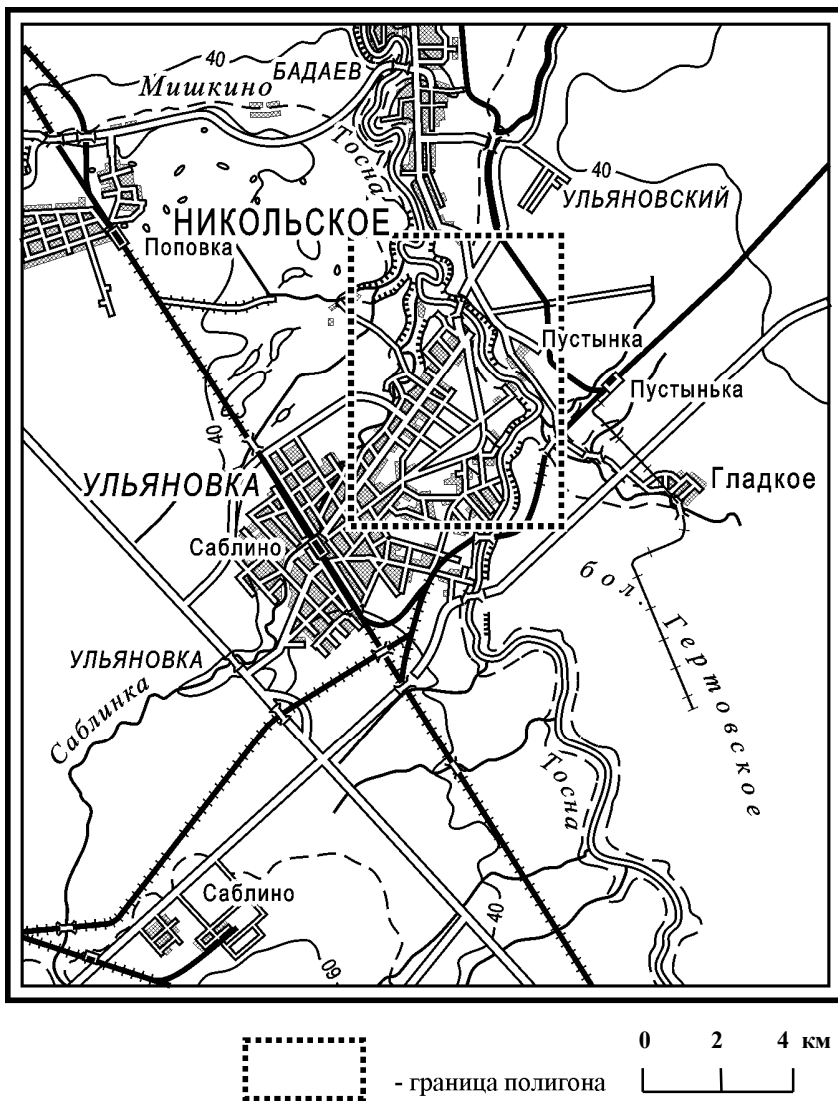 40
БАДАЕВ
Мишкино
Тосна
40
УЛЬЯНОВСКИЙ
НИКОЛЬСКОЕ
Поповка
Пустынка
Пустынька
40
УЛЬЯНОВКА
Гладкое
Саблино
бол. Гертовское
УЛЬЯНОВКА
Саблинка
Тосна
Саблино
40
60
0 2 4 км
- граница полигона